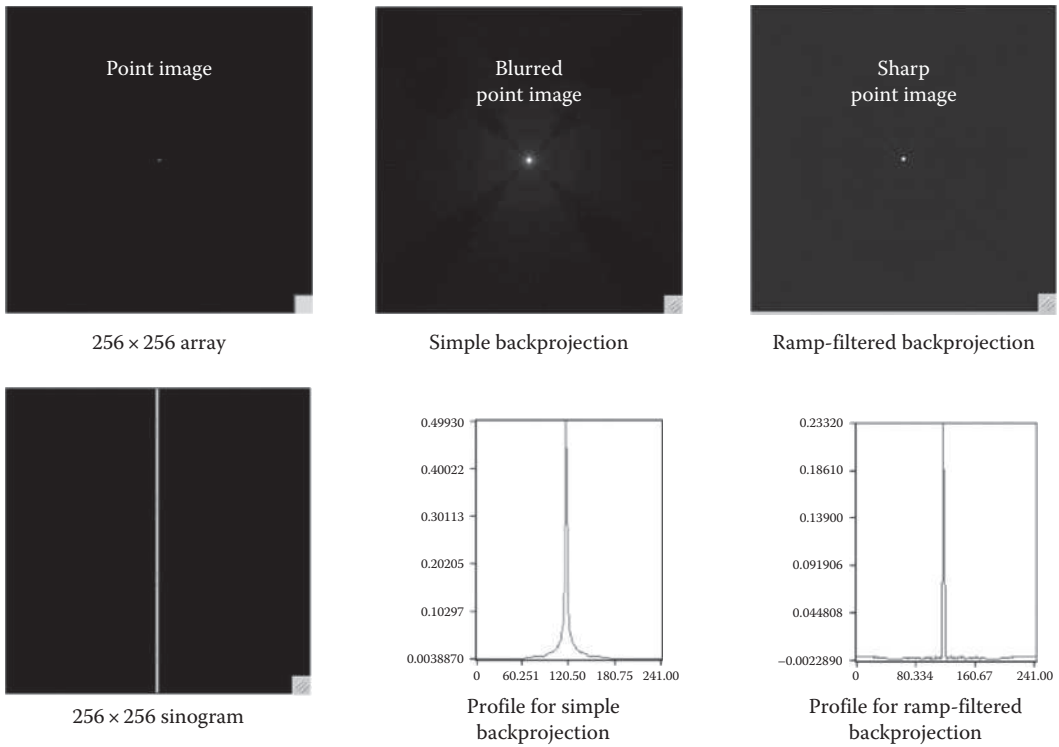 Point image
Blurred
point image
Sharp
point image
256 × 256 array
Simple backprojection
Ramp-filtered backprojection
256 × 256 sinogram
0.49930
0.40022
0.30113
0.20205
0.10297
0.0038870
0
60.251
120.50
180.75
241.00
Profile for simple
backprojection
0.23320
0.18610
0.13900
0.091906
0.044808
−0.0022890
0
80.334
160.67
241.00
Profile for ramp-filtered
backprojection